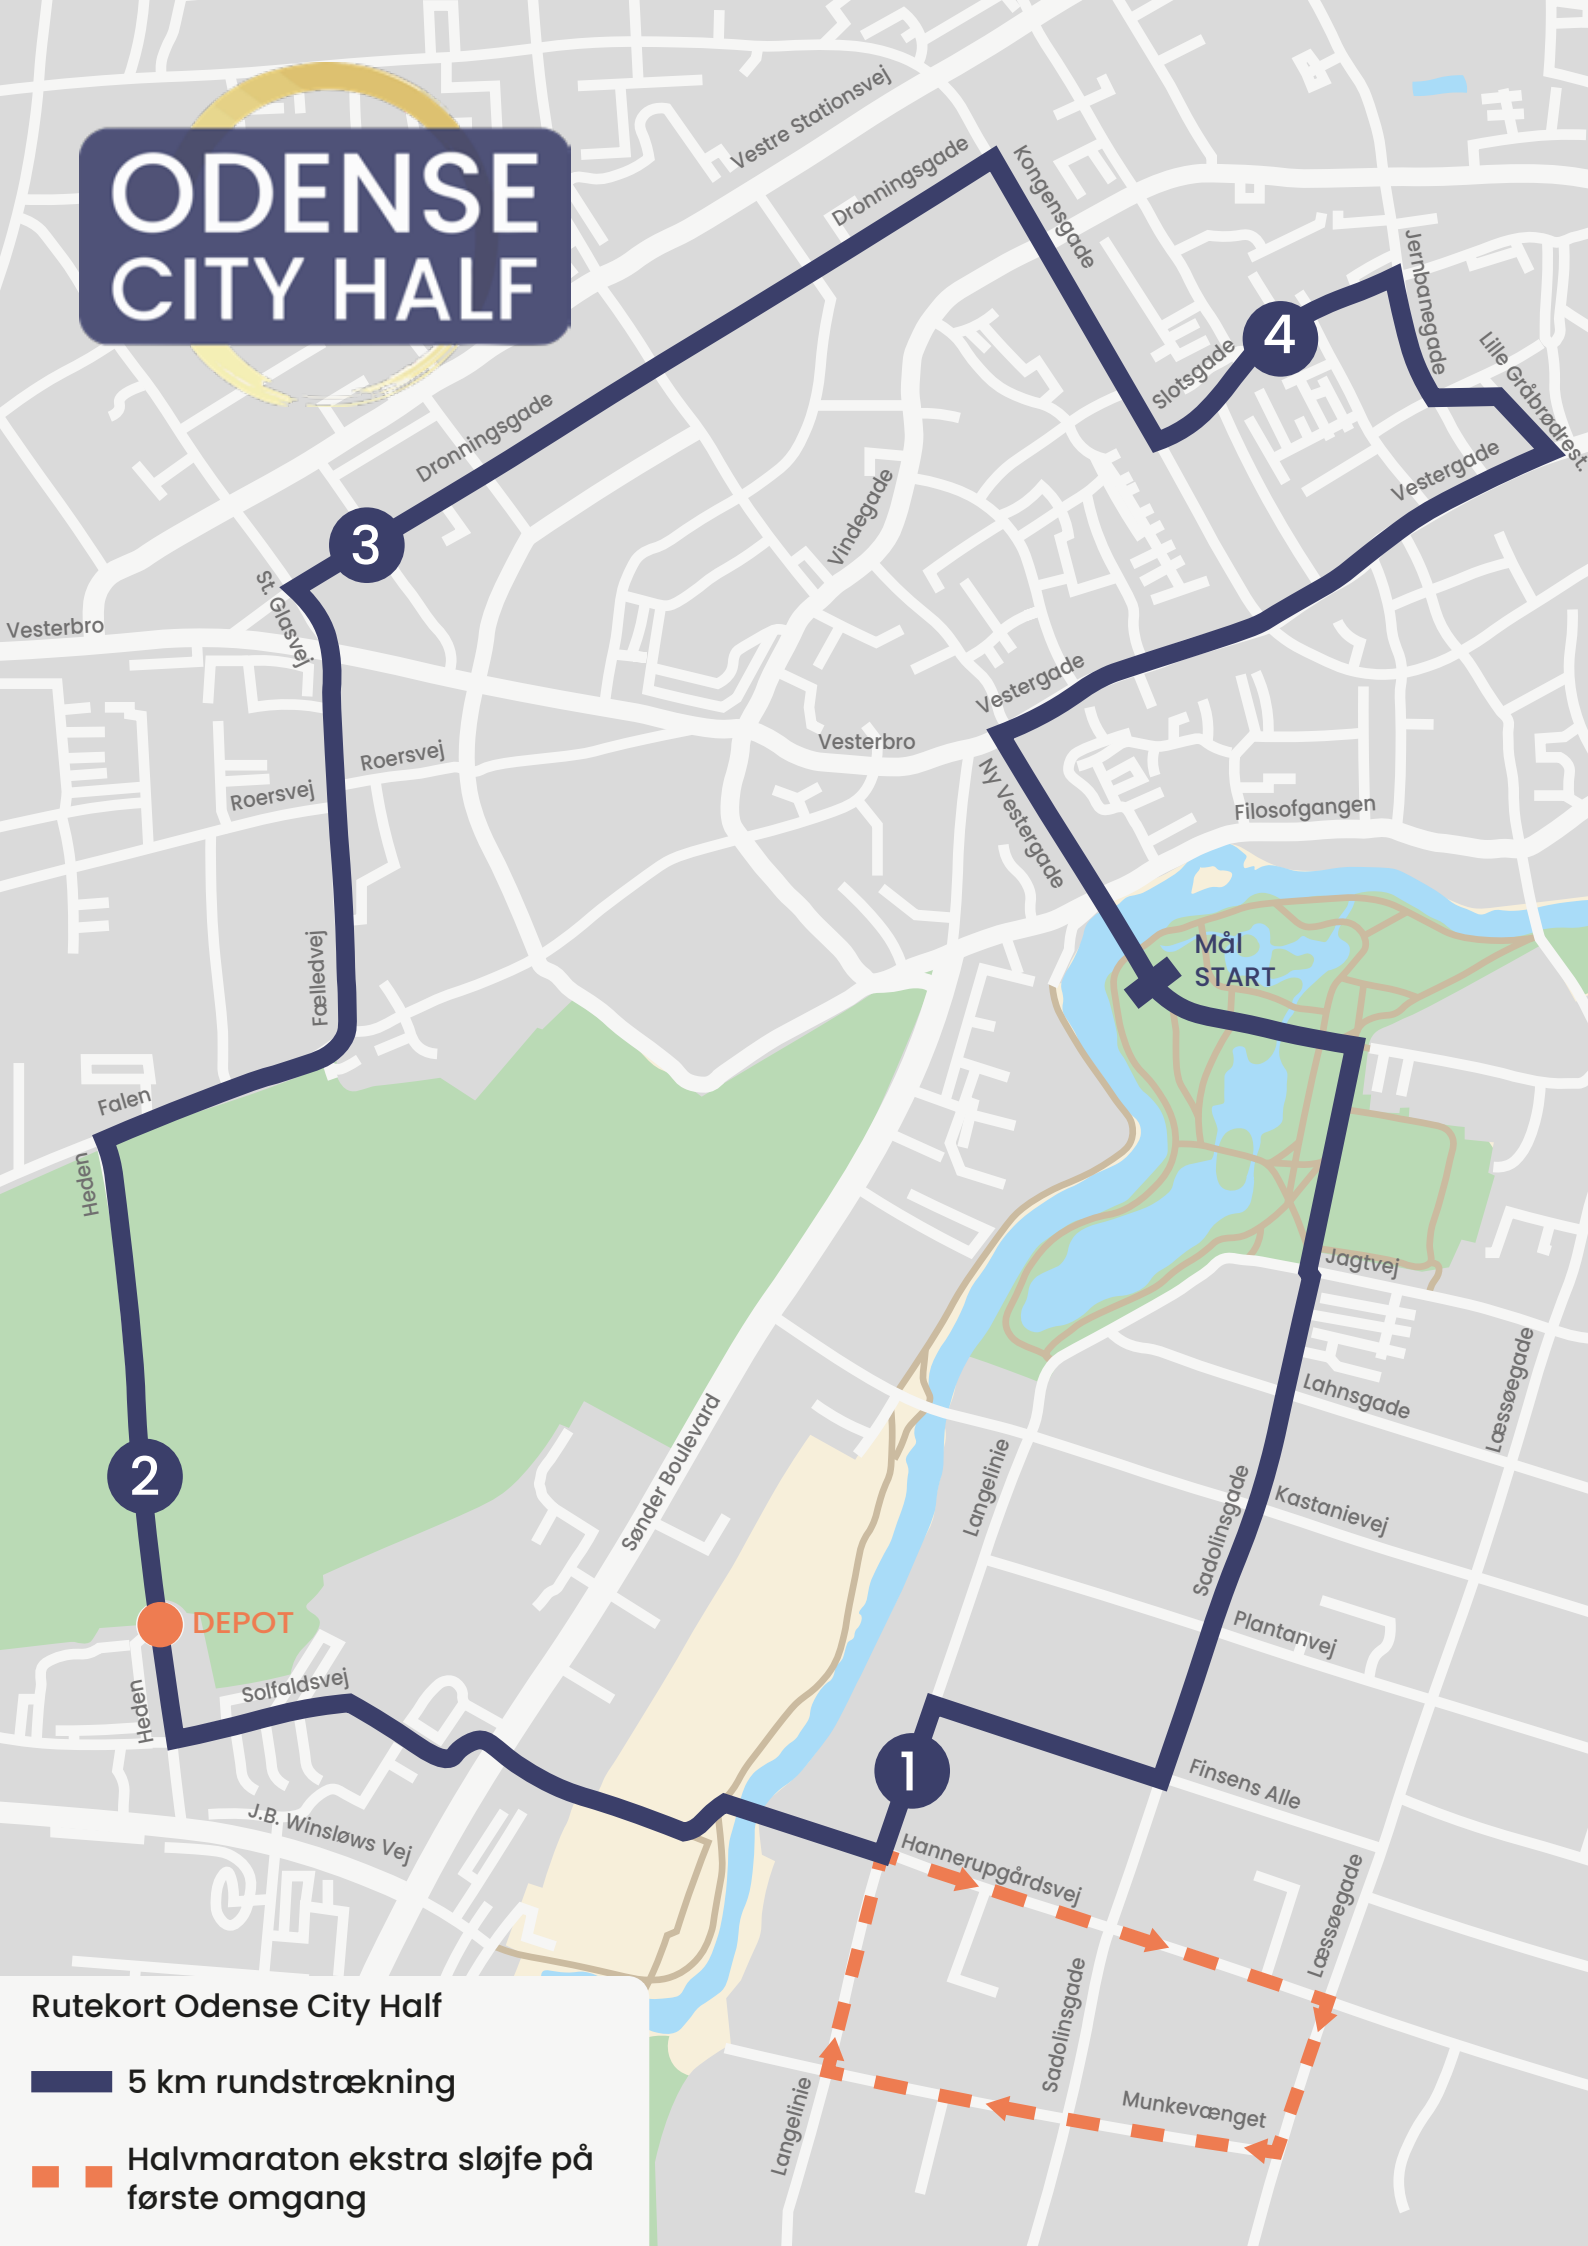 ODENSE
CITY HALF
Vestre Stationsvej
Dronningsgade
Kongensgade
Jernbanegade
Slotsgade
4
Lille Gråbrødrest.
Dronningsgade
Vestergade
Vindegade
3
St. Glasvej
Vesterbro
Vestergade
Vesterbro
Roersvej
Roersvej
Ny Vestergade
Filosofgangen
Mål
START
Fælledvej
Falen
Heden
Jagtvej
Læssøegade
Lahnsgade
Sønder Boulevard
Langelinie
2
Sadolinsgade
Kastanievej
DEPOT
Plantanvej
Heden
Solfaldsvej
1
Finsens Alle
J.B. Winsløws Vej
Hannerupgårdsvej
Læssøegade
Sadolinsgade
Munkevænget
Langelinie
Rutekort Odense City Half
5 km rundstrækning
Halvmaraton ekstra sløjfe på
første omgang